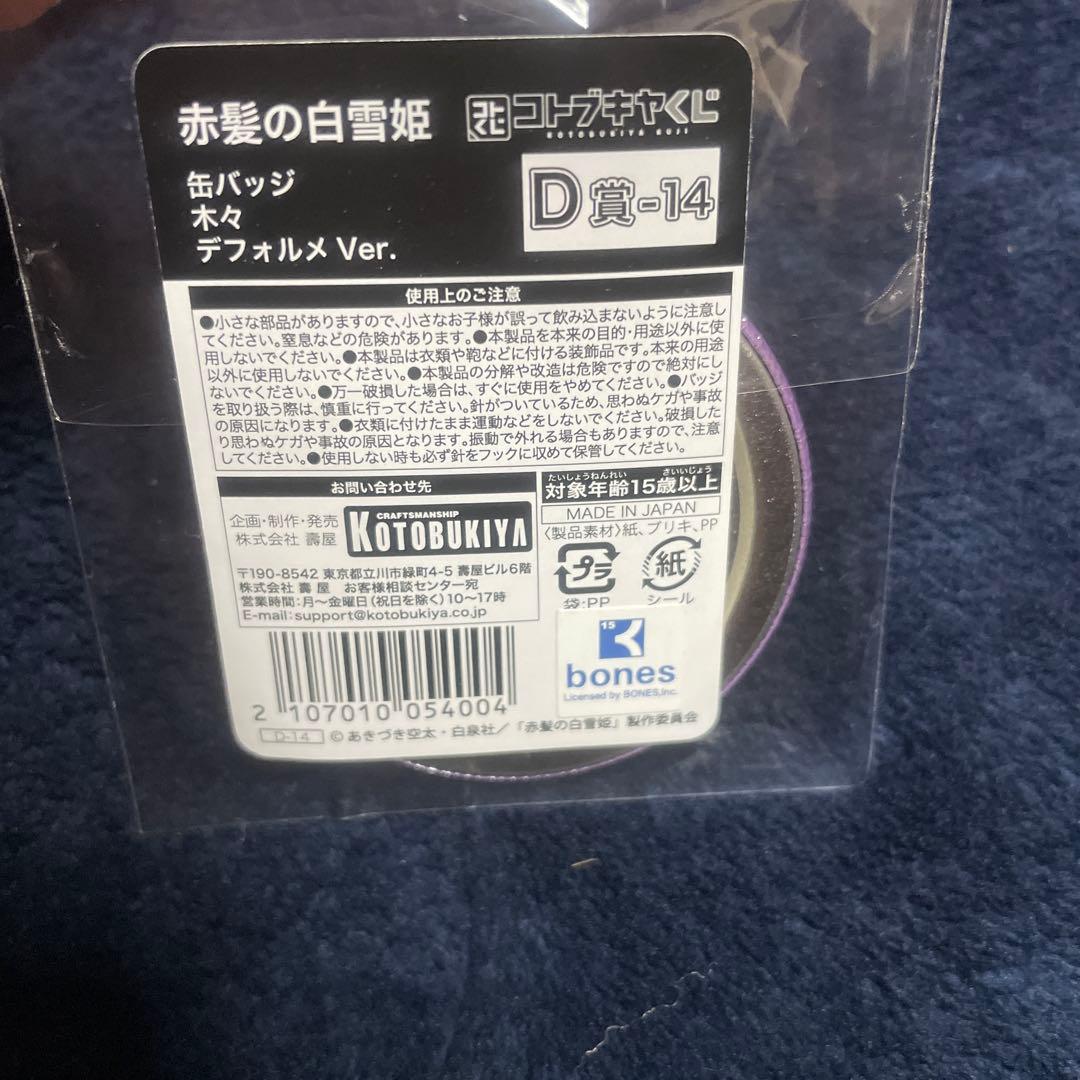 赤髪の白雪姫
コトくじ
コトブキヤくじ
KOTOBUKIYA KUJI
缶バッジ
木々
デフォルメ Ver.
D賞-14
使用上のご注意
●小さな部品がありますので、小さなお子様が誤って飲み込まないように注意し
てください。窒息などの危険があります。●本製品を本来の目的・用途以外に使
用しないでください。●本製品は衣類や鞄などに付ける装飾品です。本来の用途
以外に使用しないでください。●本製品の分解や改造は危険ですので絶対にし
ないでください。●万一破損した場合は、すぐに使用をやめてください。●バッジ
を取り扱う際は、慎重に行ってください。針がついているため、思わぬケガや事故
の原因になります。●衣類に付けたまま運動などをしないでください。破損した
り思わぬケガや事故の原因となります。振動で外れる場合もありますので、注意
してください。●使用しない時も必ず針をフックに収めて保管してください。
お問い合わせ先
企画・制作・発売
株式会社 壽屋
CRAFTSMANSHIP
KOTOBUKIYA
〒190-8542 東京都立川市緑町4-5 壽屋ビル6階
株式会社 壽 屋 お客様相談センター宛
営業時間:月〜金曜日(祝日を除く)10〜17時
E-mail:support@kotobukiya.co.jp
たいしょうねんれい さいいじょう
対象年齢15歳以上
MADE IN JAPAN
〈製品素材〉紙、ブリキ、PP
プラ
袋:PP
紙
シール
15
bones
Licensed by BONES,Inc.
2 107010 054004
D-14
©あきづき空太・白泉社/「赤髪の白雪姫」製作委員会